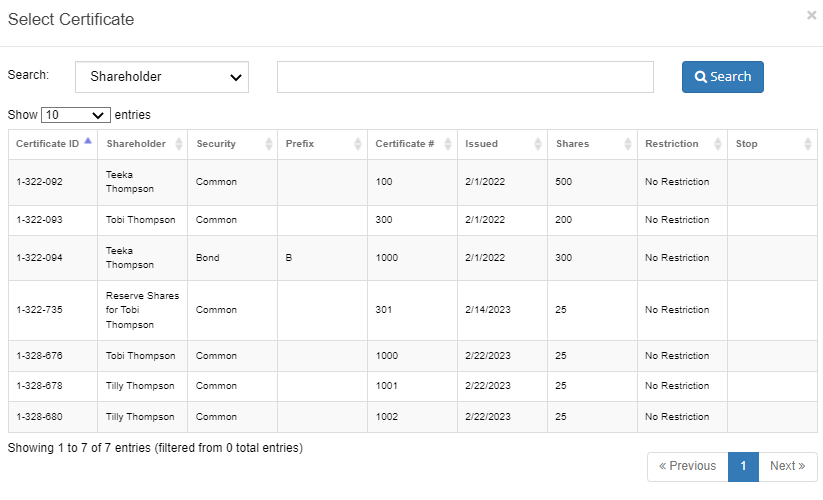 Select Certificate ×
Search: Shareholder Search
Show 10 entries
Certificate ID Shareholder Security Prefix Certificate # Issued Shares Restriction Stop
1-322-092 Teeka Thompson Common 100 2/1/2022 500 No Restriction
1-322-093 Tobi Thompson Common 300 2/1/2022 200 No Restriction
1-322-094 Teeka Thompson Bond B 1000 2/1/2022 300 No Restriction
1-322-735 Reserve Shares for Tobi Thompson Common 301 2/14/2023 25 No Restriction
1-328-676 Tobi Thompson Common 1000 2/22/2023 25 No Restriction
1-328-678 Tilly Thompson Common 1001 2/22/2023 25 No Restriction
1-328-680 Tilly Thompson Common 1002 2/22/2023 25 No Restriction
Showing 1 to 7 of 7 entries (filtered from 0 total entries)
« Previous 1 Next »